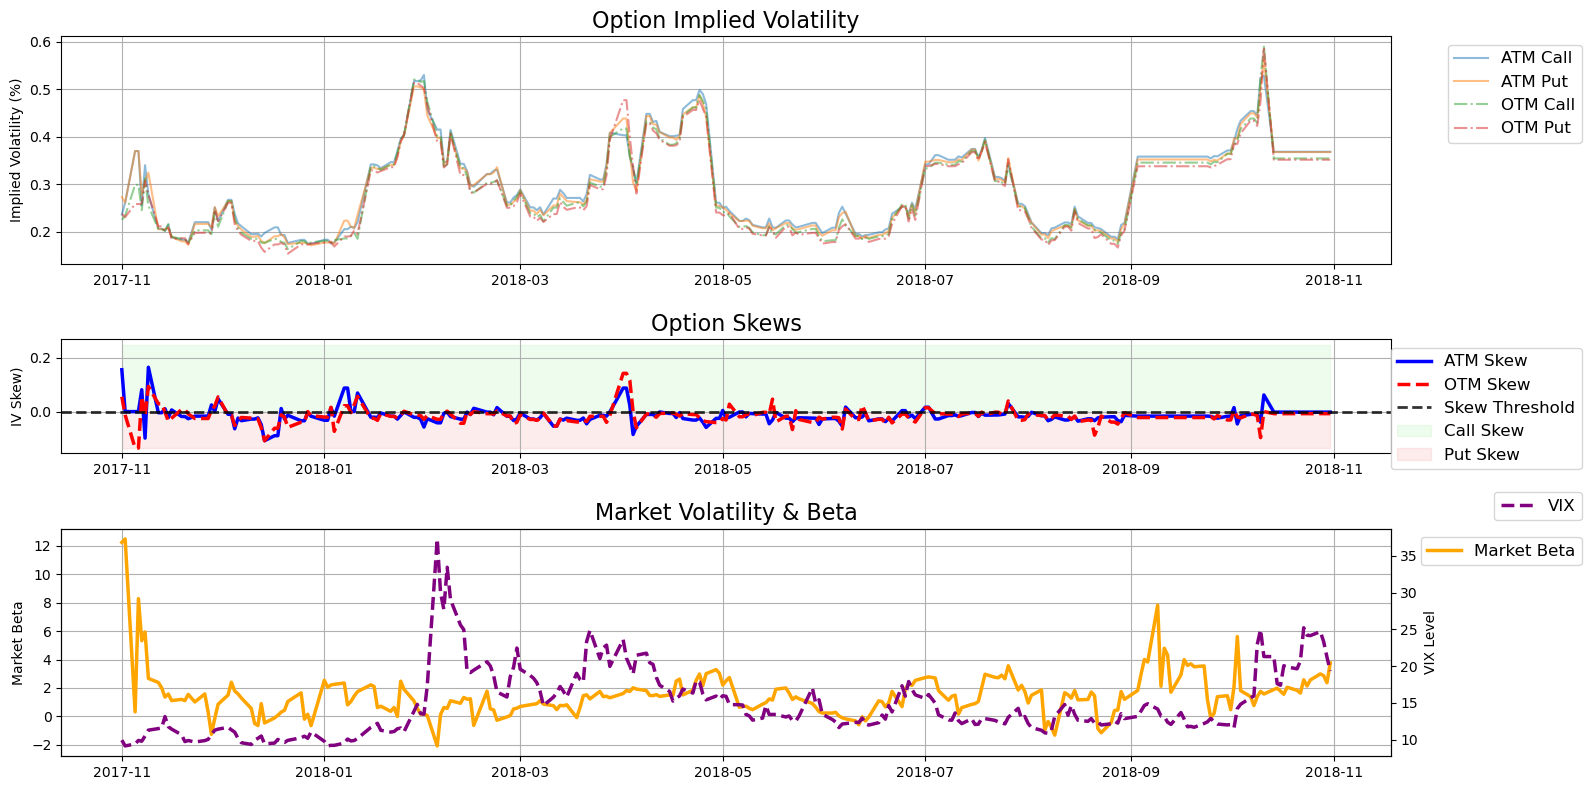 Option Implied Volatility
Implied Volatility (%)
0.6
0.5
0.4
0.3
0.2
2017-11 2018-01 2018-03 2018-05 2018-07 2018-09 2018-11
ATM Call
ATM Put
OTM Call
OTM Put
Option Skews
IV Skew)
0.2
0.0
2017-11 2018-01 2018-03 2018-05 2018-07 2018-09 2018-11
ATM Skew
OTM Skew
Skew Threshold
Call Skew
Put Skew
Market Volatility & Beta
Market Beta
12
10
8
6
4
2
0
−2
2017-11 2018-01 2018-03 2018-05 2018-07 2018-09 2018-11
35
30
25
20
15
10
VIX Level
VIX
Market Beta